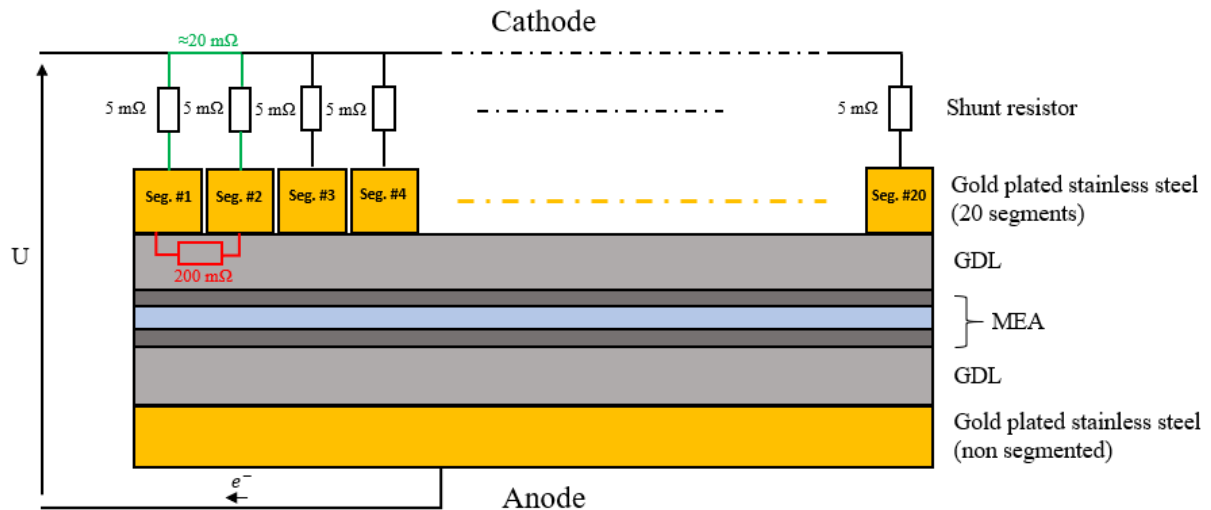 Cathode
≈20 mΩ
5 mΩ
5 mΩ
5 mΩ
5 mΩ
5 mΩ
Shunt resistor
Seg. #1
Seg. #2
Seg. #3
Seg. #4
Seg. #20
Gold plated stainless steel
(20 segments)
U
200 mΩ
GDL
MEA
GDL
Gold plated stainless steel
(non segmented)
e⁻
Anode